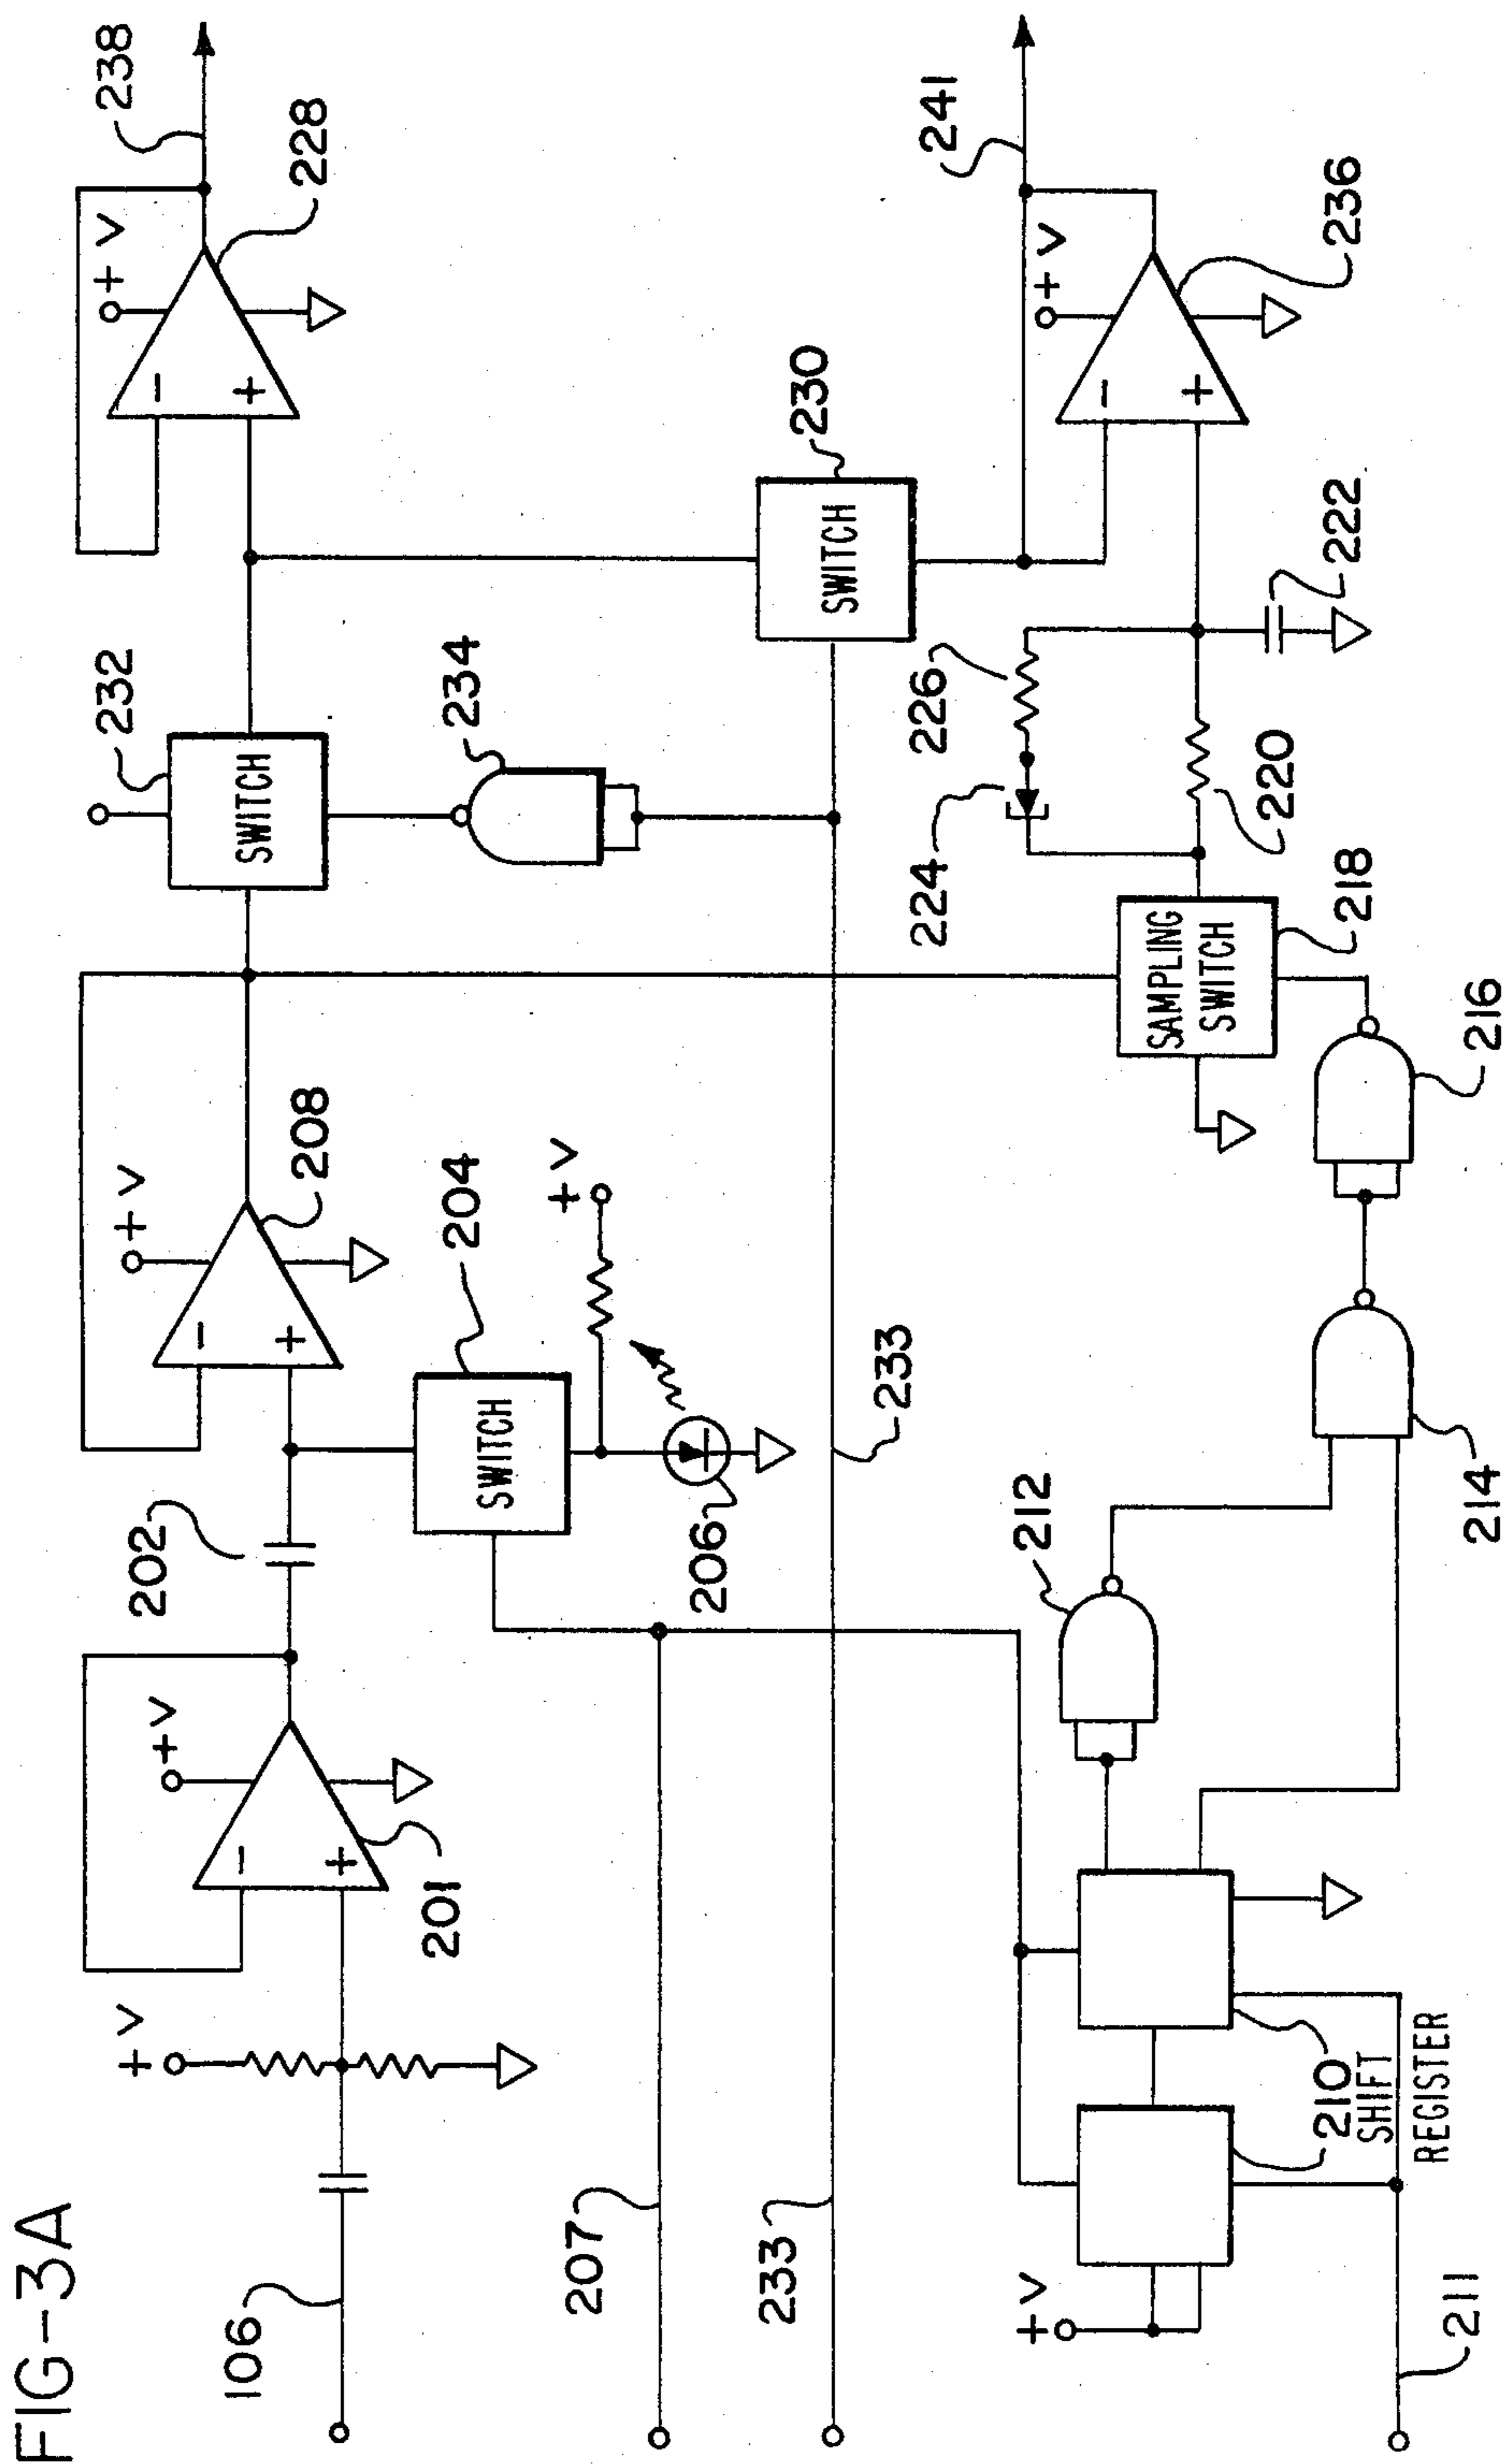 FIG-3A
106
+V
201
+V
202
+V
208
-
+
-
+
204
SWITCH
+V
206
207
233
233
232
SWITCH
234
238
+V
228
-
+
230
SWITCH
241
+V
236
-
+
224
226
220
222
SAMPLING
SWITCH
218
216
214
212
+V
210
SHIFT
REGISTER
211